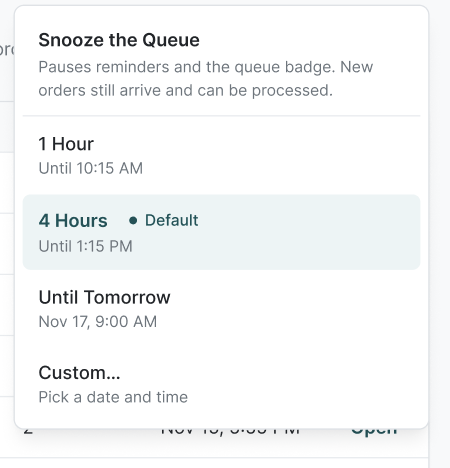 Snooze the Queue
Pauses reminders and the queue badge. New
orders still arrive and can be processed.
1 Hour
Until 10:15 AM
4 Hours • Default
Until 1:15 PM
Until Tomorrow
Nov 17, 9:00 AM
Custom...
Pick a date and time
Open